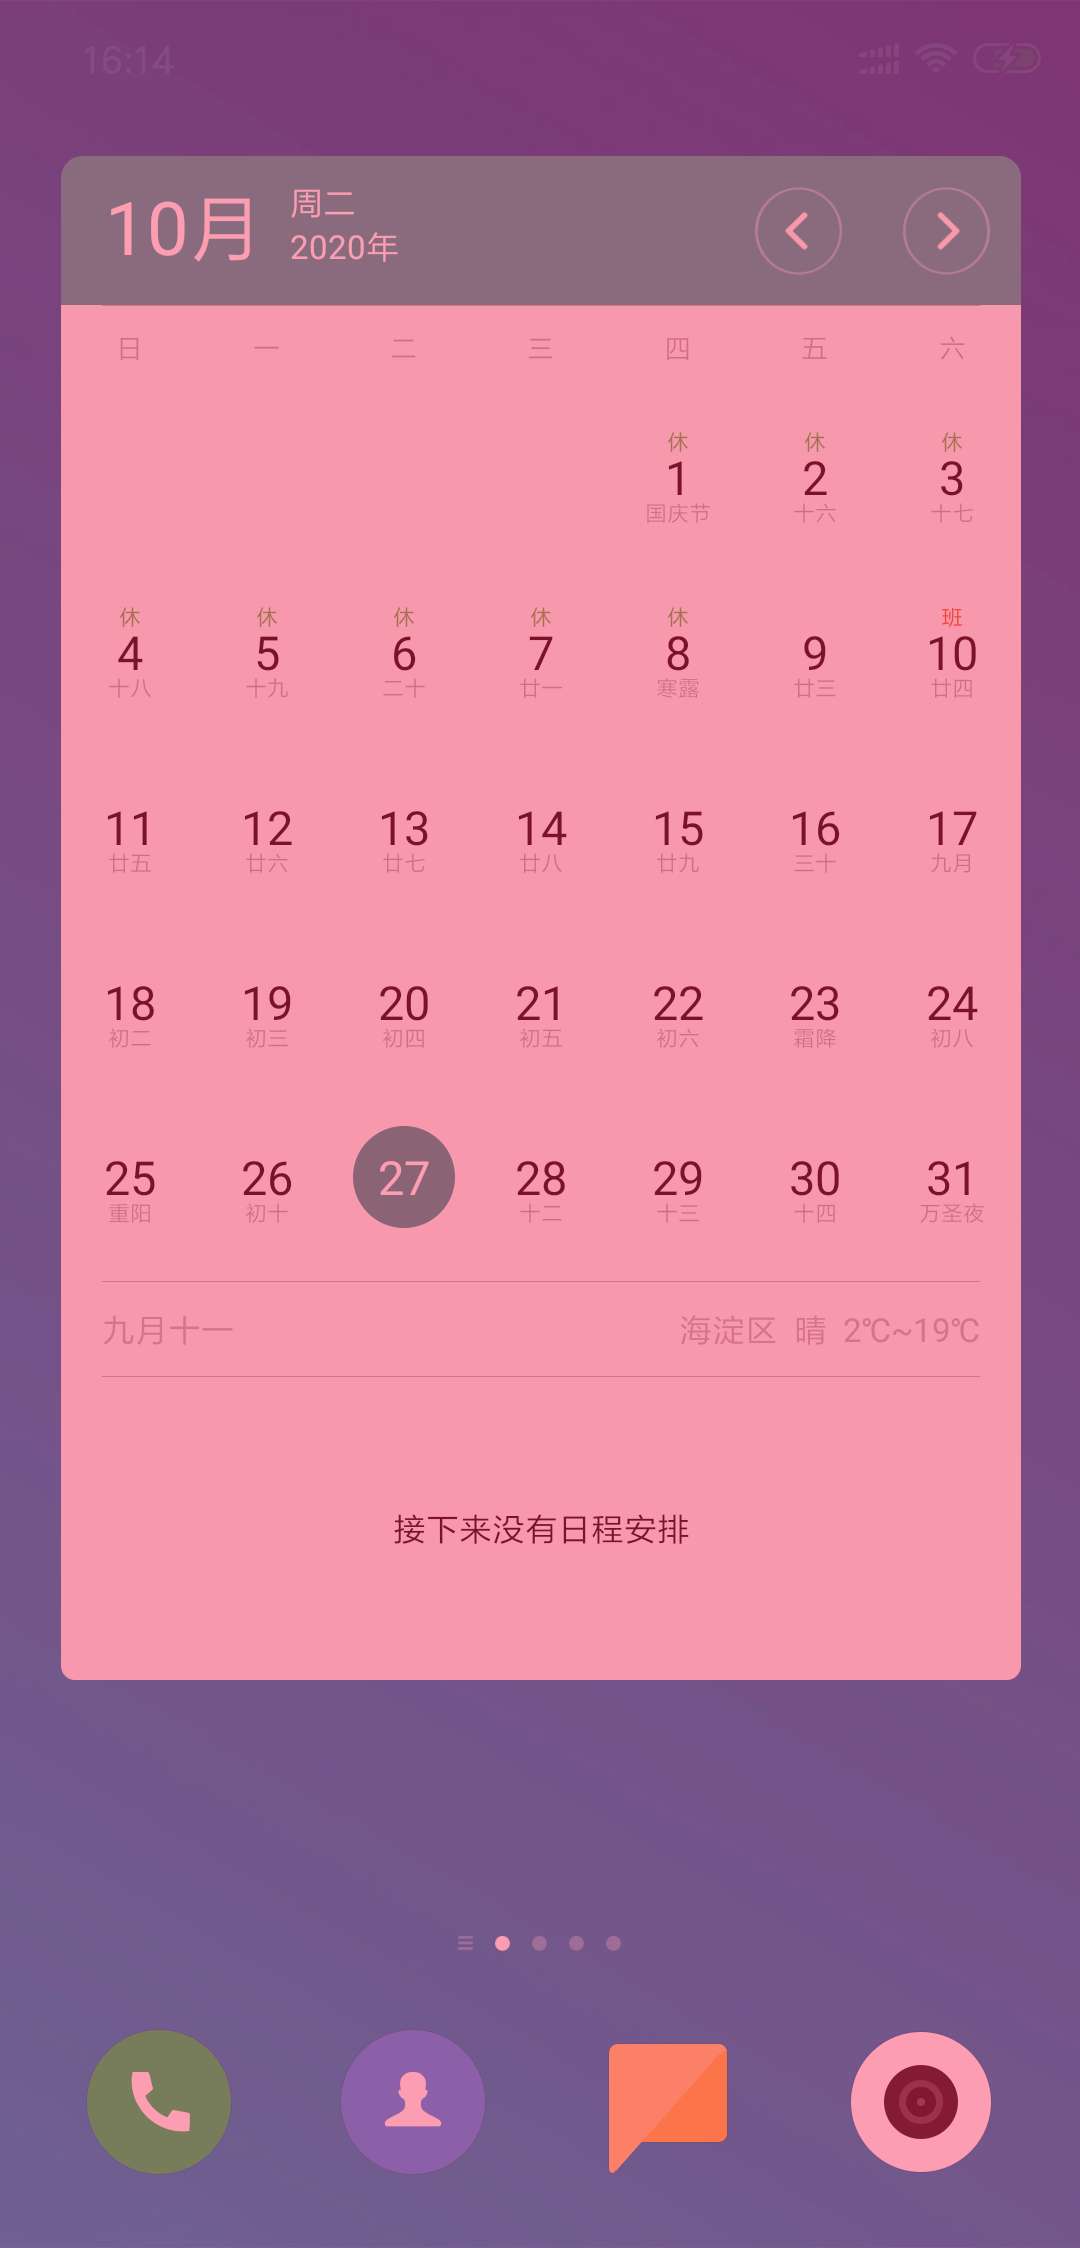 16:14
10月 周二
2020年
日 一 二 三 四 五 六
休 休 休
1 2 3
国庆节 十六 十七
休 休 休 休 休 班
4 5 6 7 8 9 10
十八 十九 二十 廿一 寒露 廿三 廿四
11 12 13 14 15 16 17
廿五 廿六 廿七 廿八 廿九 三十 九月
18 19 20 21 22 23 24
初二 初三 初四 初五 初六 霜降 初八
25 26 27 28 29 30 31
重阳 初十 十二 十三 十四 万圣夜
九月十一 海淀区 晴 2℃~19℃
接下来没有日程安排